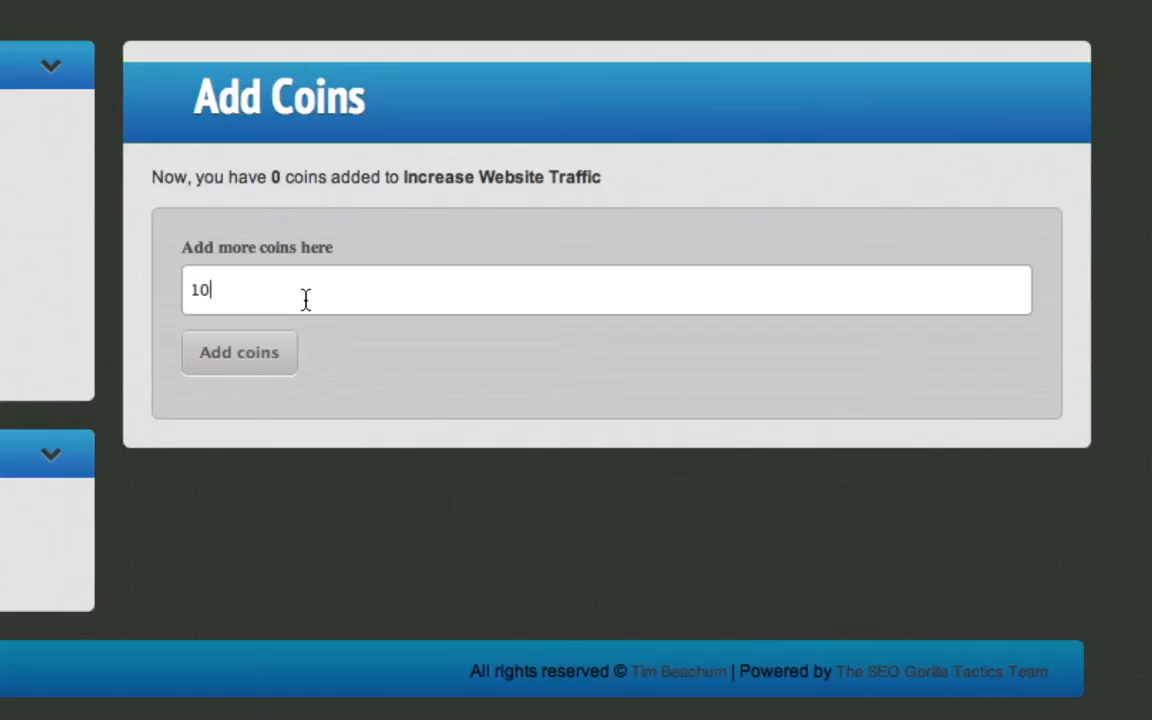 Add Coins
Now, you have 0 coins added to Increase Website Traffic
Add more coins here
10
Add coins
All rights reserved © Tim Beachum | Powered by The SEO Gorilla Tactics Team